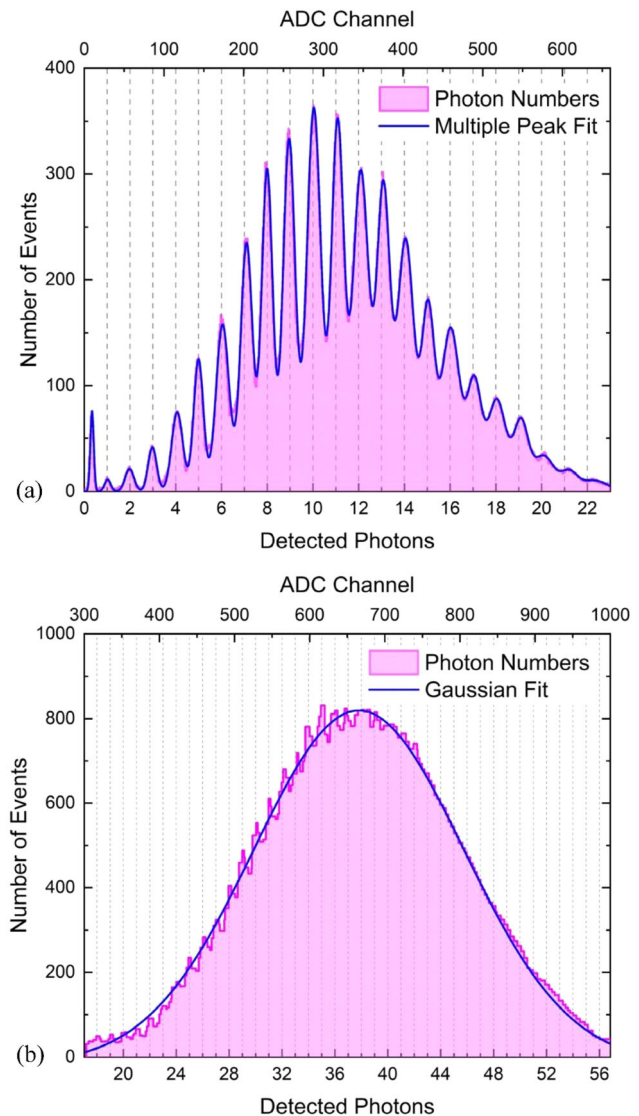 ADC Channel
0 100 200 300 400 500 600
400
Photon Numbers
Multiple Peak Fit
300
200
100
0
Number of Events
(a)
0 2 4 6 8 10 12 14 16 18 20 22
Detected Photons
ADC Channel
300 400 500 600 700 800 900 1000
1000
Photon Numbers
Gaussian Fit
800
600
400
200
0
Number of Events
(b)
20 24 28 32 36 40 44 48 52 56
Detected Photons